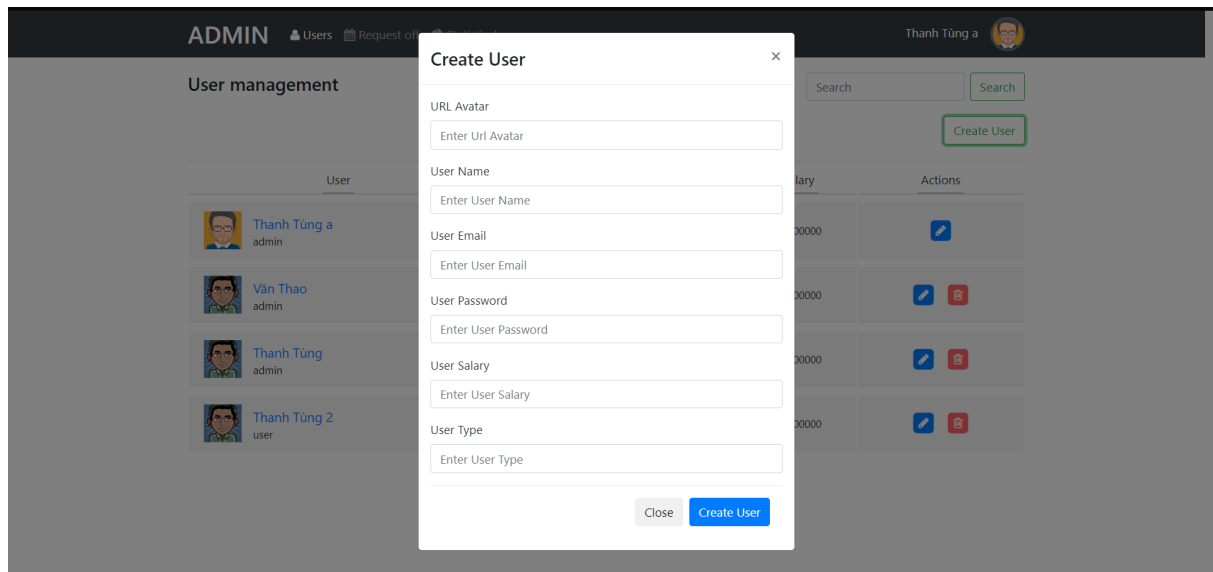 ADMIN Users Request off Thanh Tùng a
Create User ×
User management Search Search
URL Avatar
Enter Url Avatar
Create User
User Name
User lary Actions
Enter User Name
Thanh Tùng a
admin
00000
User Email
Enter User Email
Văn Thao
admin
00000
User Password
Enter User Password
Thanh Tùng
admin
00000
User Salary
Enter User Salary
Thanh Tùng 2
user
00000
User Type
Enter User Type
Close Create User